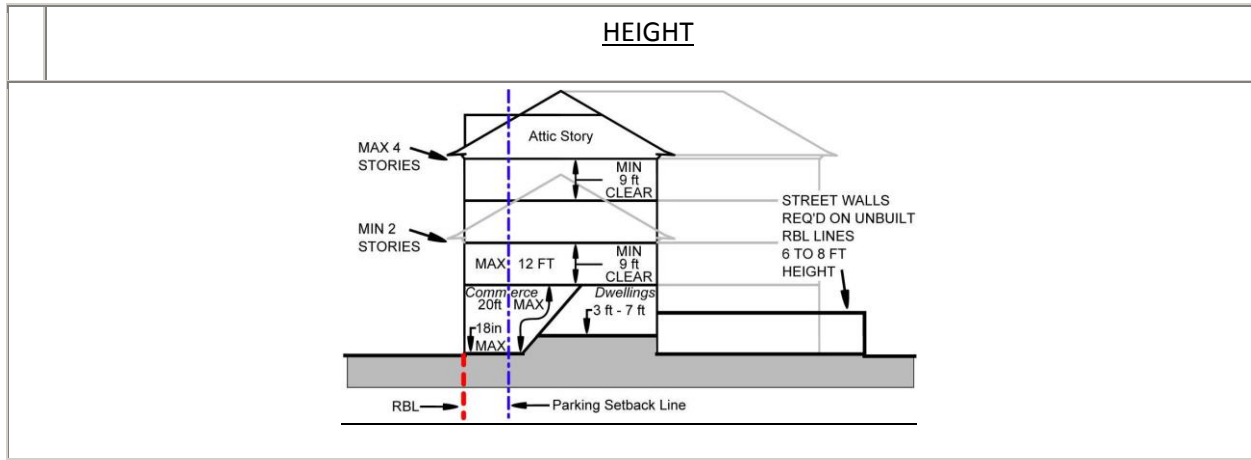 HEIGHT
Attic Story
MAX 4
STORIES
MIN
9 ft
CLEAR
STREET WALLS
REQ'D ON UNBUILT
RBL LINES
6 TO 8 FT
HEIGHT
MIN 2
STORIES
MAX 12 FT
MIN
9 ft
CLEAR
Commerce
20ft MAX
Dwellings
3 ft - 7 ft
18in
MAX
RBL
Parking Setback Line